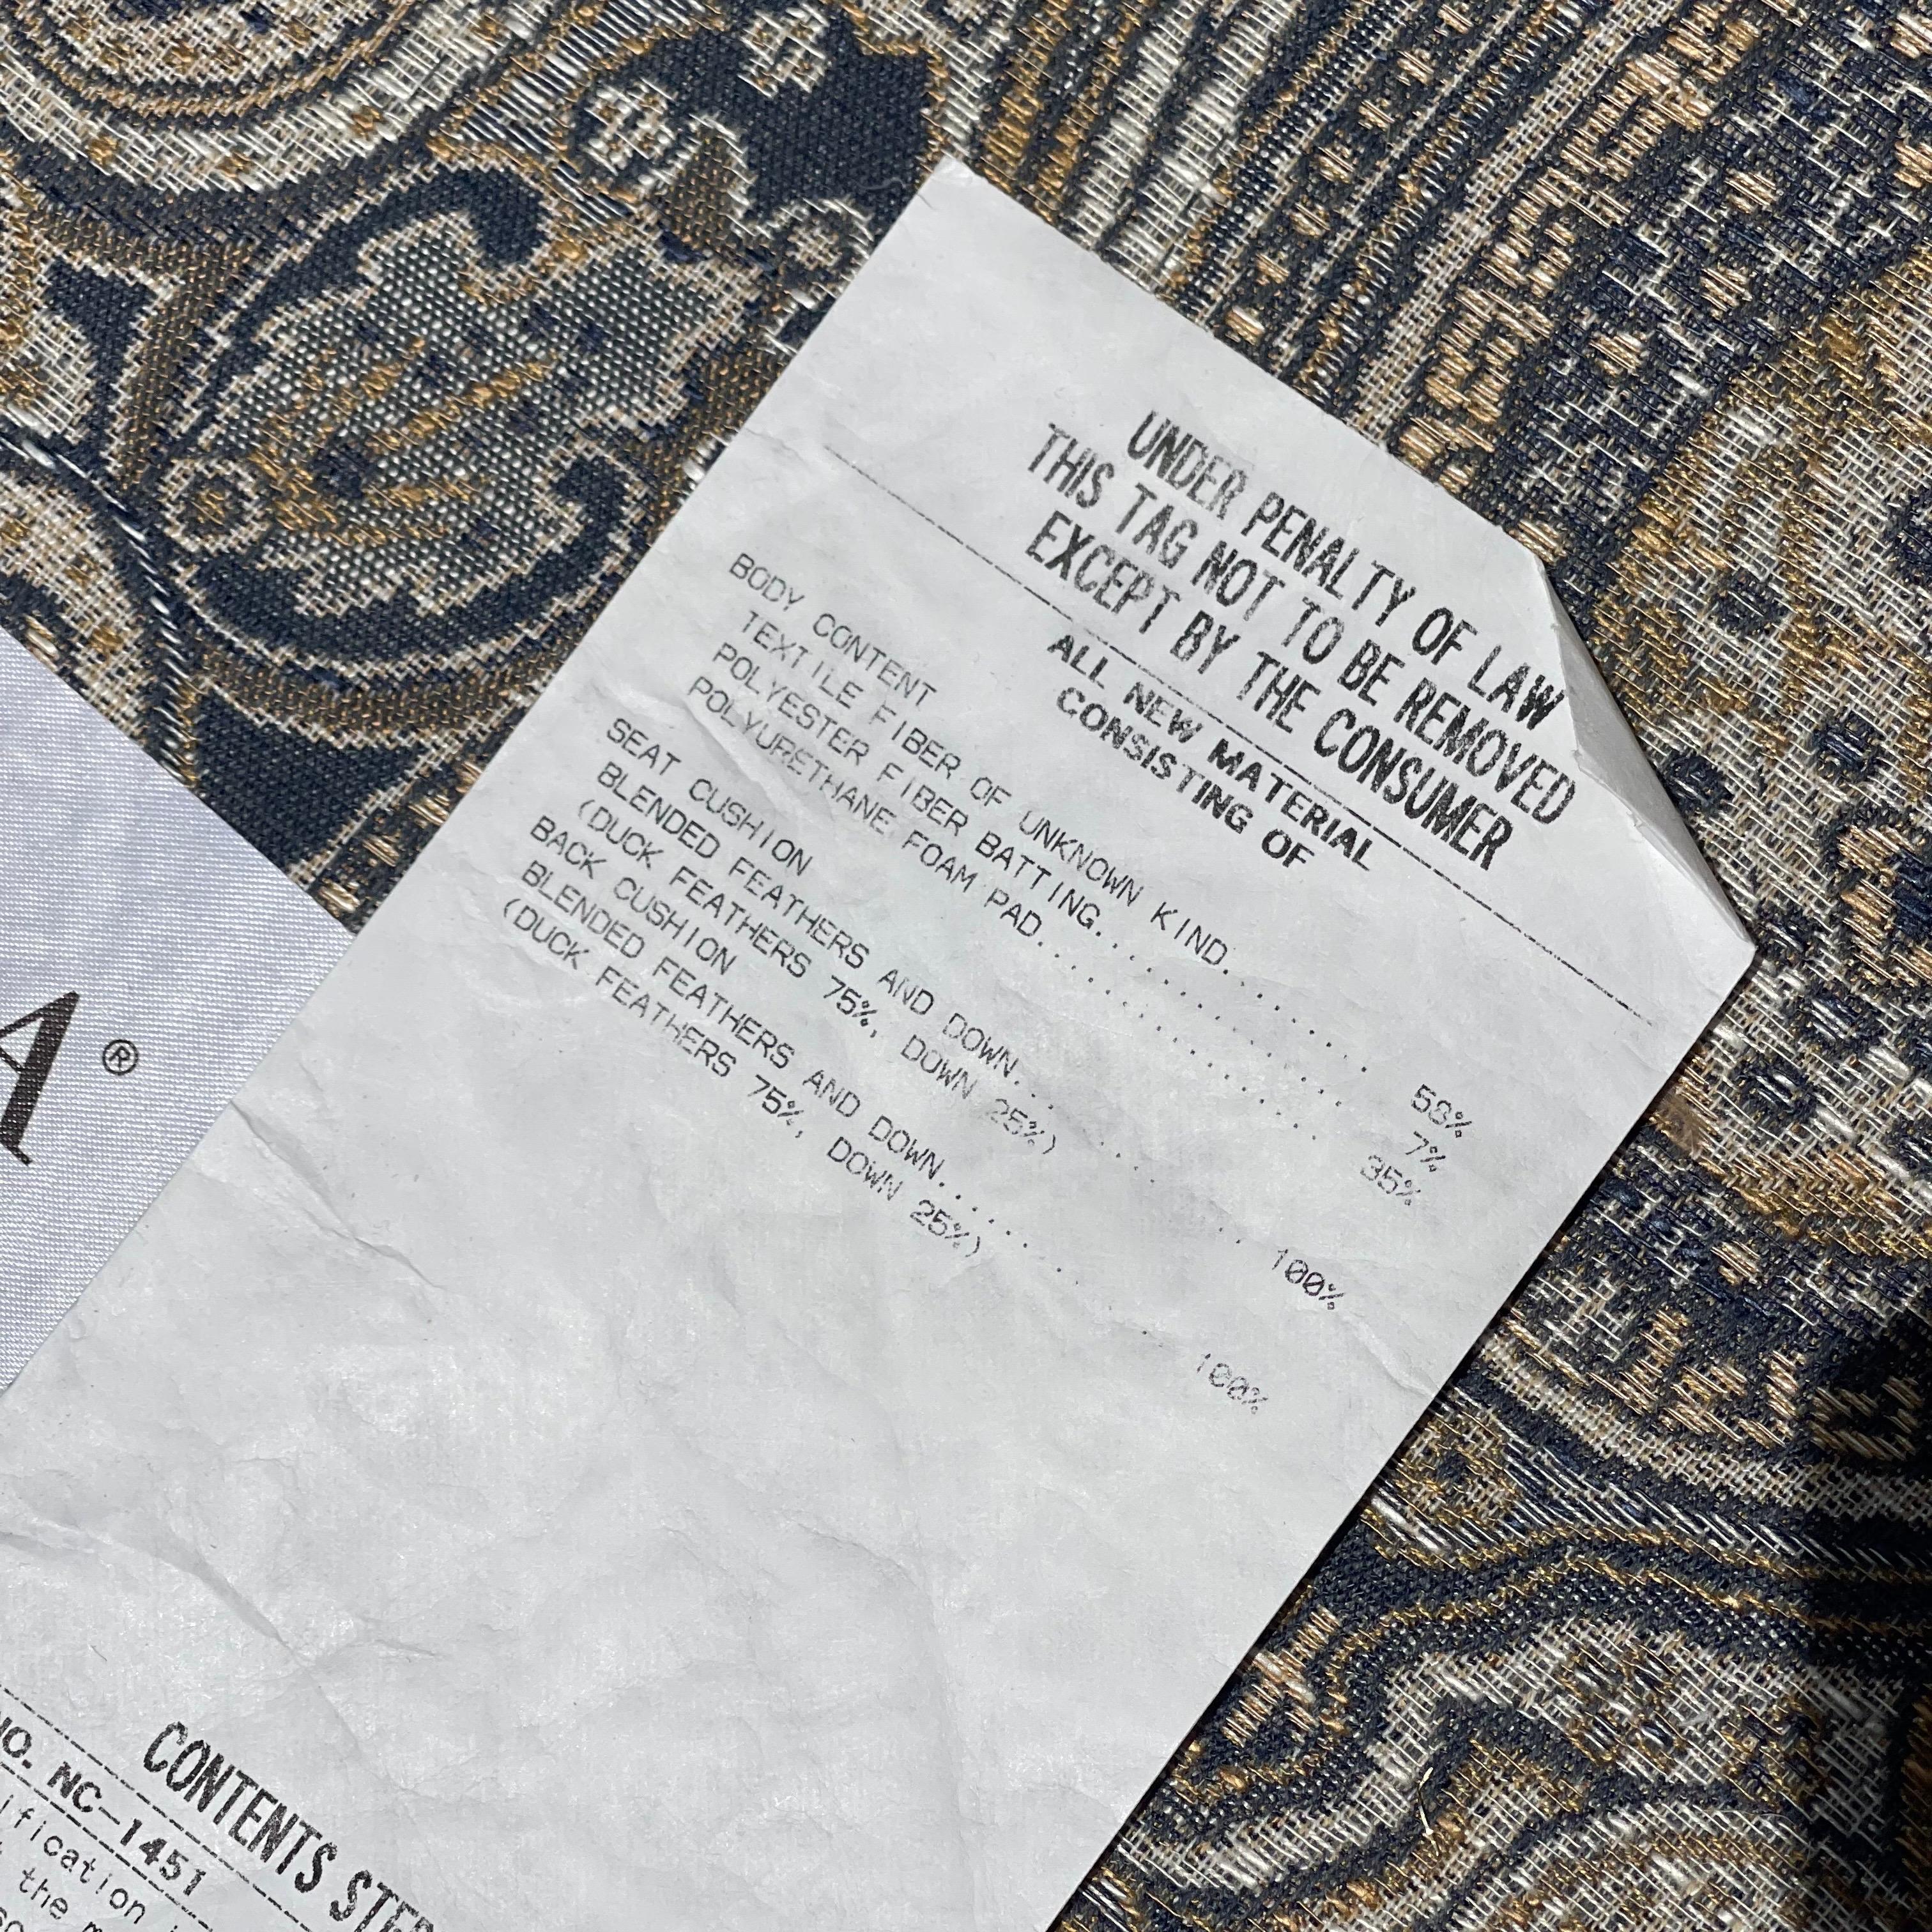 UNDER PENALTY OF LAW
THIS TAG NOT TO BE REMOVED
EXCEPT BY THE CONSUMER
ALL NEW MATERIAL
CONSISTING OF
BODY CONTENT
TEXTILE FIBER OF UNKNOWN KIND.......... 58%
POLYESTER FIBER BATTING............... 7%
POLYURETHANE FOAM PAD................. 35%
SEAT CUSHION
BLENDED FEATHERS AND DOWN............. 100%
(DUCK FEATHERS 75%, DOWN 25%)
BACK CUSHION
BLENDED FEATHERS AND DOWN............. 100%
(DUCK FEATHERS 75%, DOWN 25%)
A®
CONTENTS
NO. NC-1451
ification
the m